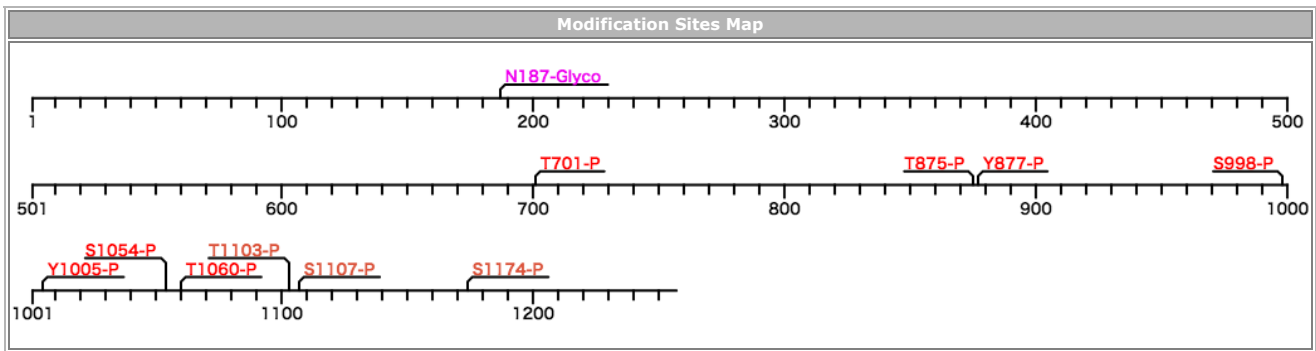 Modification Sites Map
N187-Glyco
1 100 200 300 400 500
T701-P T875-P Y877-P S998-P
501 600 700 800 900 1000
S1054-P T1103-P
Y1005-P T1060-P S1107-P S1174-P
1001 1100 1200